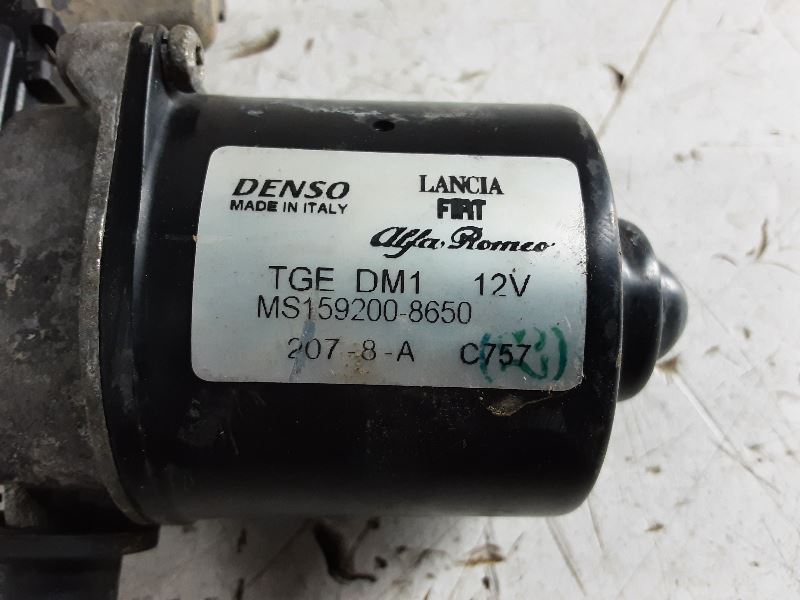 DENSO
MADE IN ITALY
LANCIA
FIAT
Alfa Romeo
TGE DM1 12V
MS159200-8650
207-8-A C757